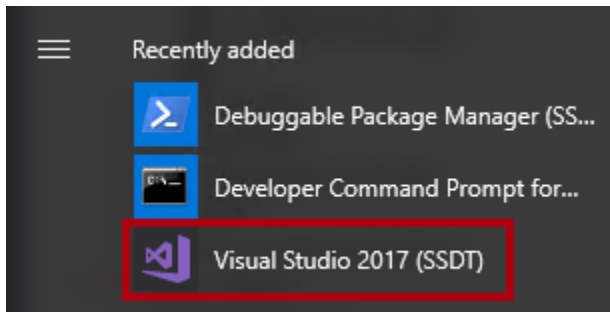 Recently added
Debuggable Package Manager (SS...
Developer Command Prompt for...
Visual Studio 2017 (SSDT)